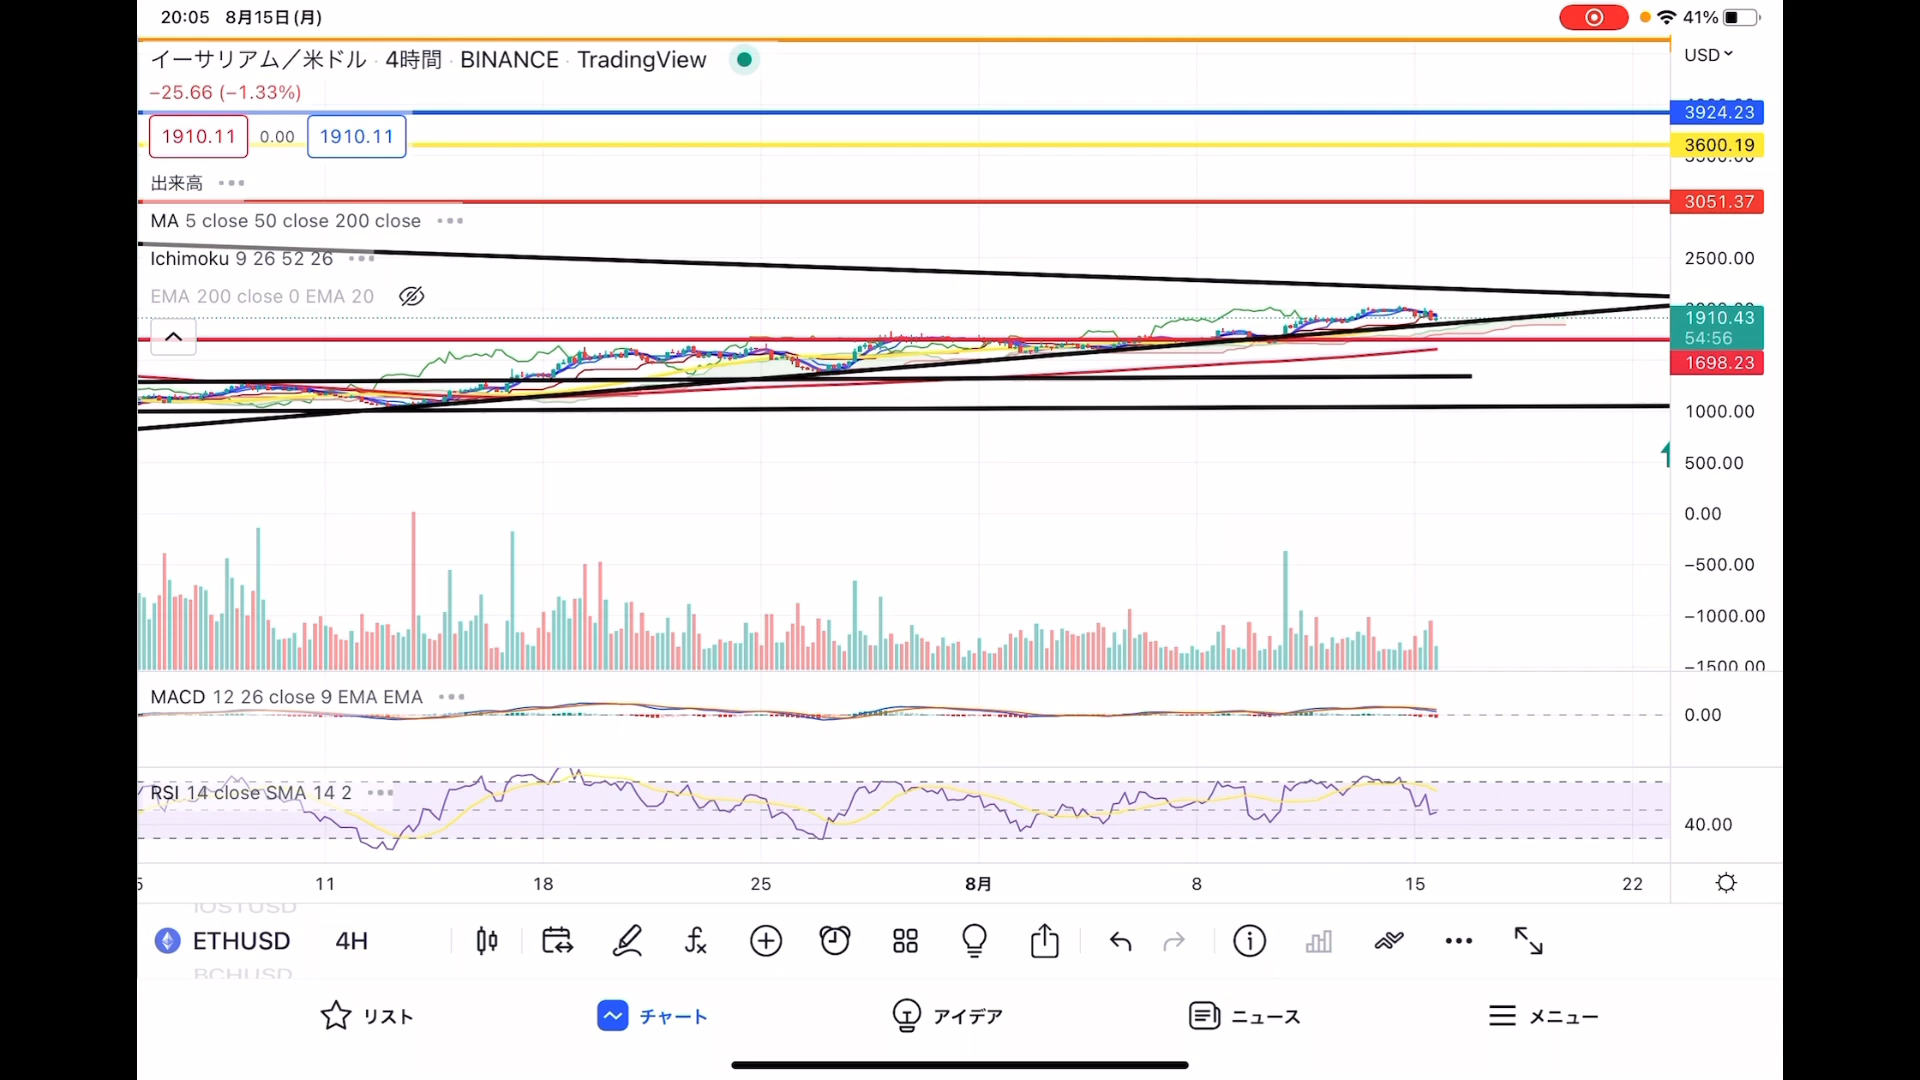 20:05 8月15日(月)
41%
イーサリアム／米ドル · 4時間 · BINANCE · TradingView
USD
−25.66 (−1.33%)
3924.23
1910.11 0.00 1910.11
3600.19
出来高
3051.37
MA 5 close 50 close 200 close
Ichimoku 9 26 52 26
2500.00
EMA 200 close 0 EMA 20
1910.43
54:56
1698.23
1000.00
500.00
0.00
−500.00
−1000.00
−1500.00
MACD 12 26 close 9 EMA EMA
0.00
RSI 14 close SMA 14 2
40.00
11 18 25 8月 8 15 22
IOSTUSD
ETHUSD 4H
BCHUSD
リスト チャート アイデア ニュース メニュー